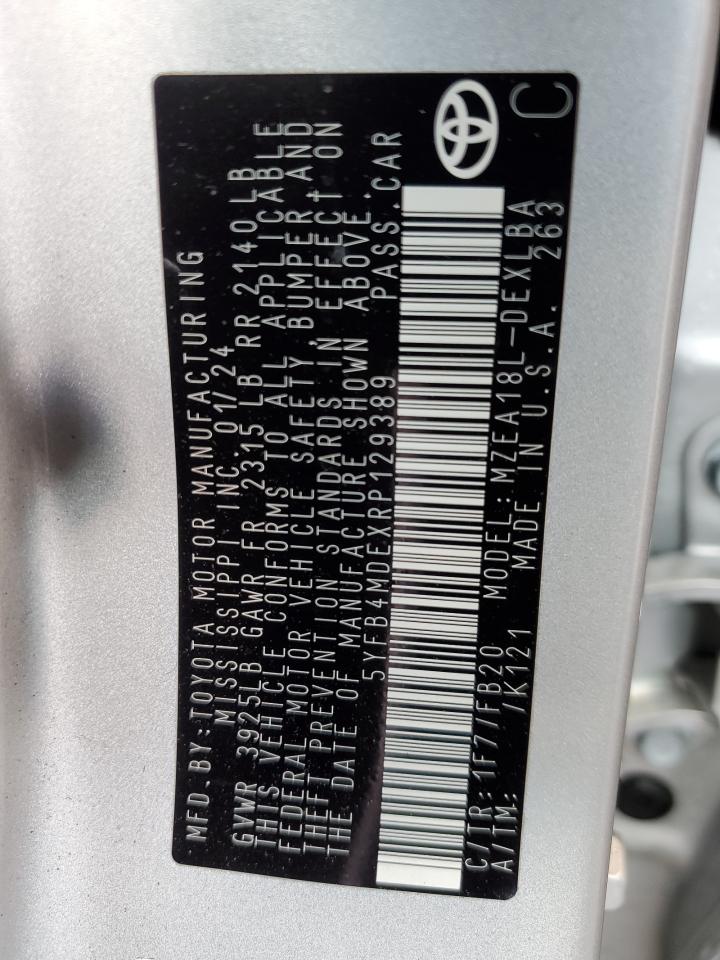 MFD. BY: TOYOTA MOTOR MANUFACTURING
MISSISSIPPI INC. 01/24
GVWR 3925LB GAWR FR 2315 LB RR 2140LB
THIS VEHICLE CONFORMS TO ALL APPLICABLE
FEDERAL MOTOR VEHICLE SAFETY, BUMPER, AND
THEFT PREVENTION STANDARDS IN EFFECT ON
THE DATE OF MANUFACTURE SHOWN ABOVE.
5YFB4MDEXRP129389 PASS. CAR
C/TR: 1F7/FB20 MODEL: MZEA18L-DEXLBA
A/TM: /K121 MADE IN U.S.A. 263
C